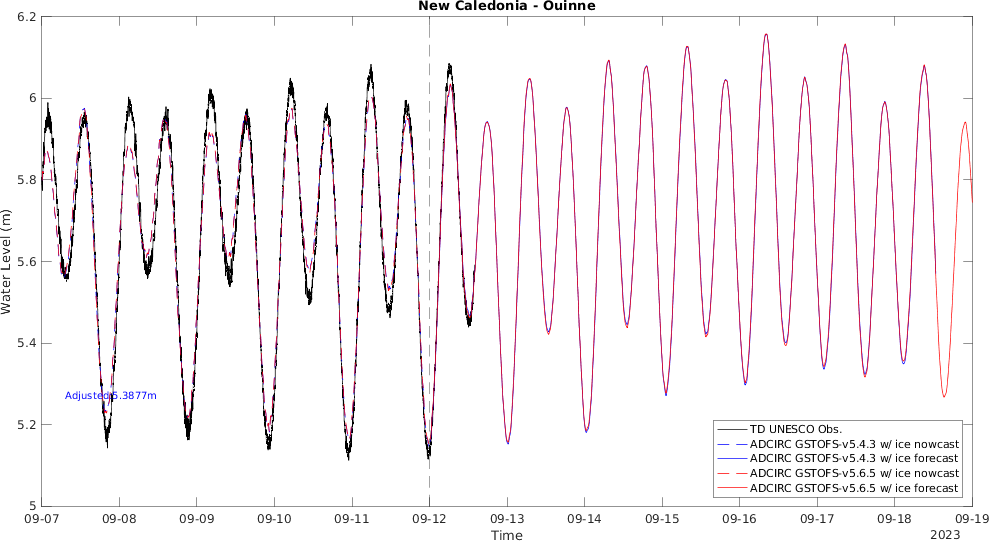 New Caledonia - Ouinne
6.2
6
5.8
5.6
5.4
5.2
5
Water Level (m)
Adjusted:5.3877m
TD UNESCO Obs.
ADCIRC GSTOFS-v5.4.3 w/ ice nowcast
ADCIRC GSTOFS-v5.4.3 w/ ice forecast
ADCIRC GSTOFS-v5.6.5 w/ ice nowcast
ADCIRC GSTOFS-v5.6.5 w/ ice forecast
09-07 09-08 09-09 09-10 09-11 09-12 09-13 09-14 09-15 09-16 09-17 09-18 09-19
Time
2023